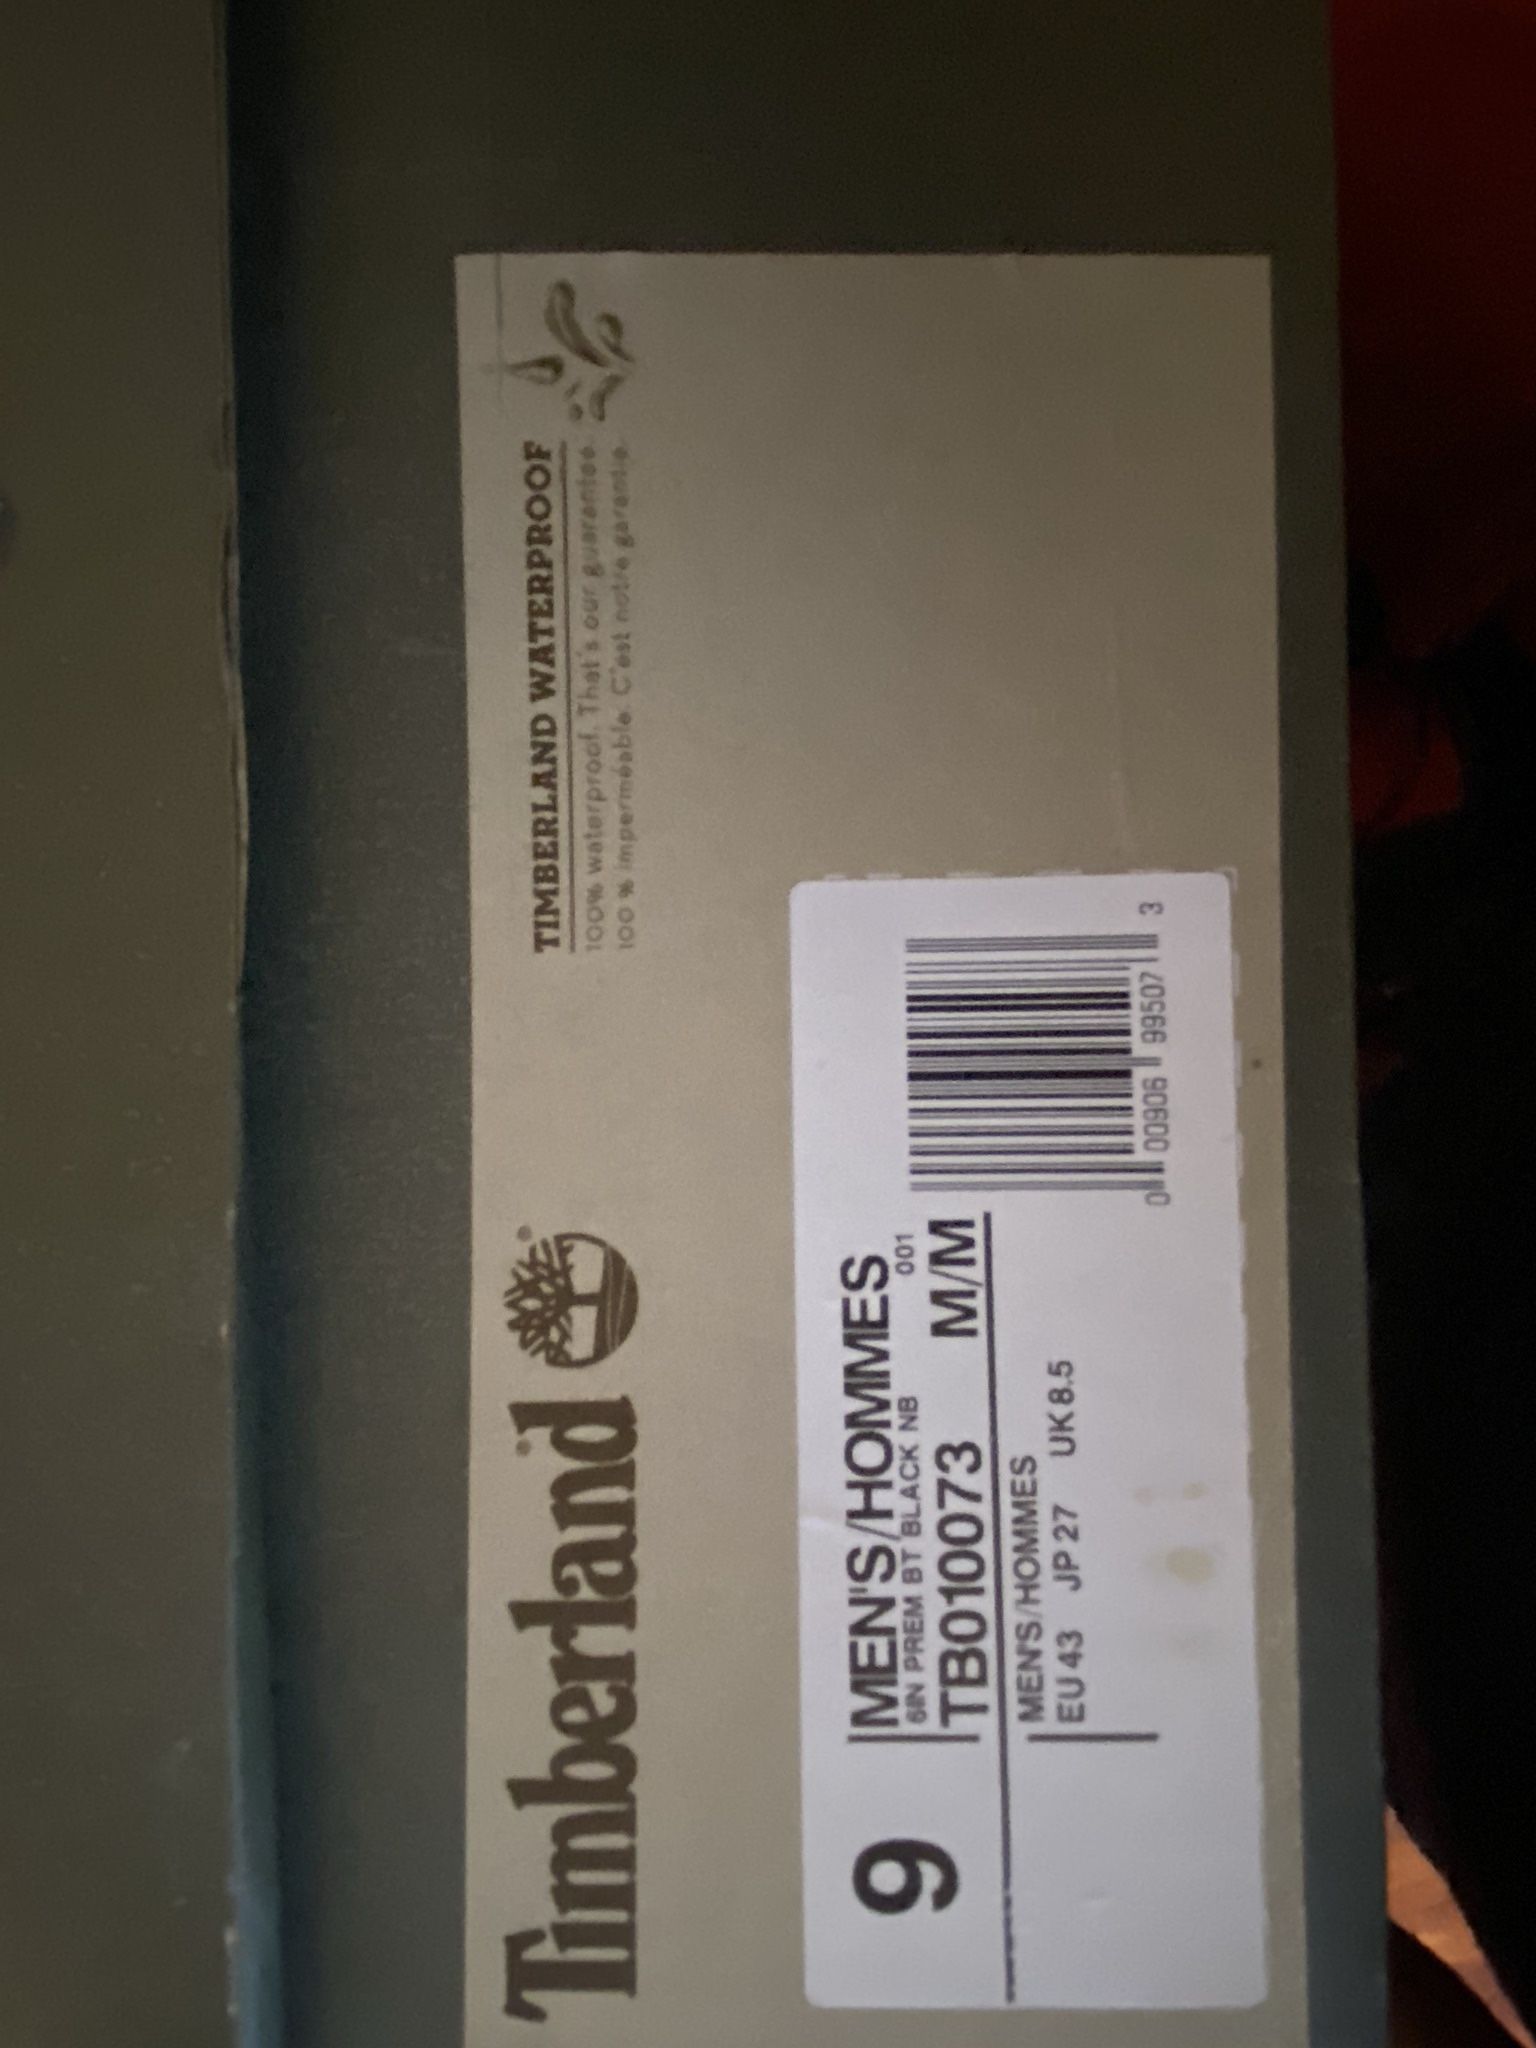 Timberland®
TIMBERLAND WATERPROOF
100% waterproof. That's our guarantee.
100 % imperméable. C'est notre garantie.
9
MEN'S/HOMMES
6IN PREM BT BLACK NB 001
TB010073 M/M
MEN'S/HOMMES
EU 43 JP 27 UK 8.5
0 00906 99507 3